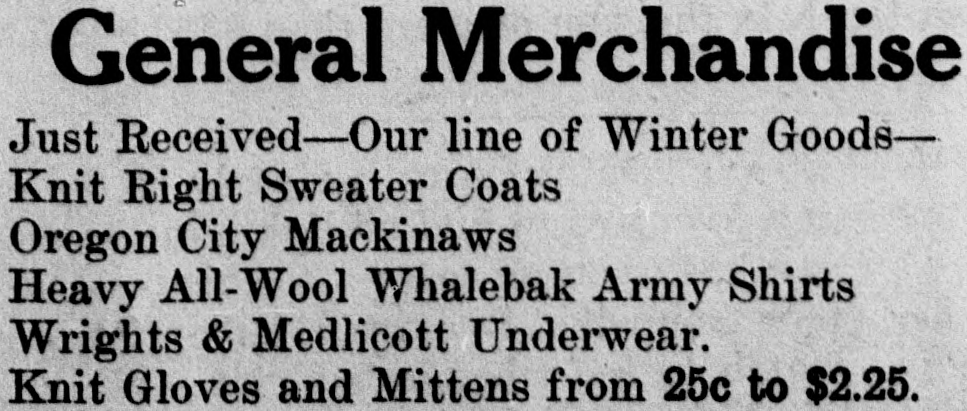 General Merchandise
Just Received—Our line of Winter Goods—
Knit Right Sweater Coats
Oregon City Mackinaws
Heavy All-Wool Whalebak Army Shirts
Wrights & Medlicott Underwear.
Knit Gloves and Mittens from 25c to $2.25.